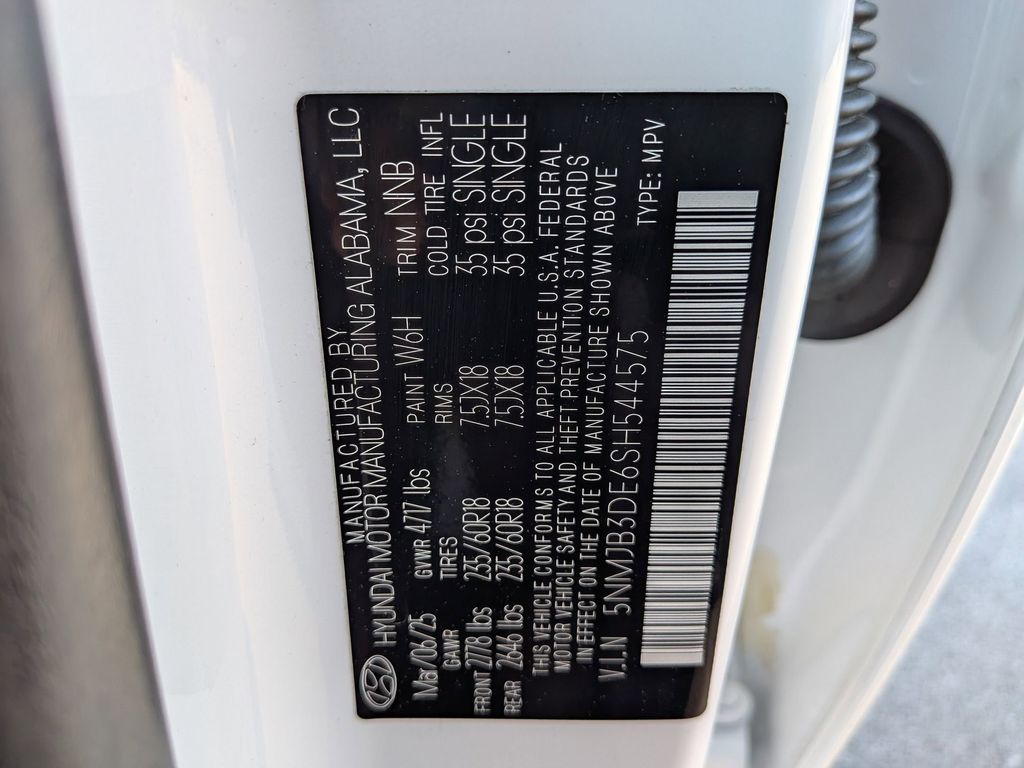 MANUFACTURED BY
HYUNDAI MOTOR MANUFACTURING ALABAMA, LLC
Mar/06/25 GVWR 4717 lbs PAINT W6H TRIM NNB
GAWR TIRES RIMS COLD TIRE INFL
FRONT 2778 lbs 235/60R18 7.5JX18 35 psi SINGLE
REAR 2646 lbs 235/60R18 7.5JX18 35 psi SINGLE
THIS VEHICLE CONFORMS TO ALL APPLICABLE U.S.A. FEDERAL
MOTOR VEHICLE SAFETY AND THEFT PREVENTION STANDARDS
IN EFFECT ON THE DATE OF MANUFACTURE SHOWN ABOVE
V.I.N 5NMJB3DE6SH544575 TYPE: MPV